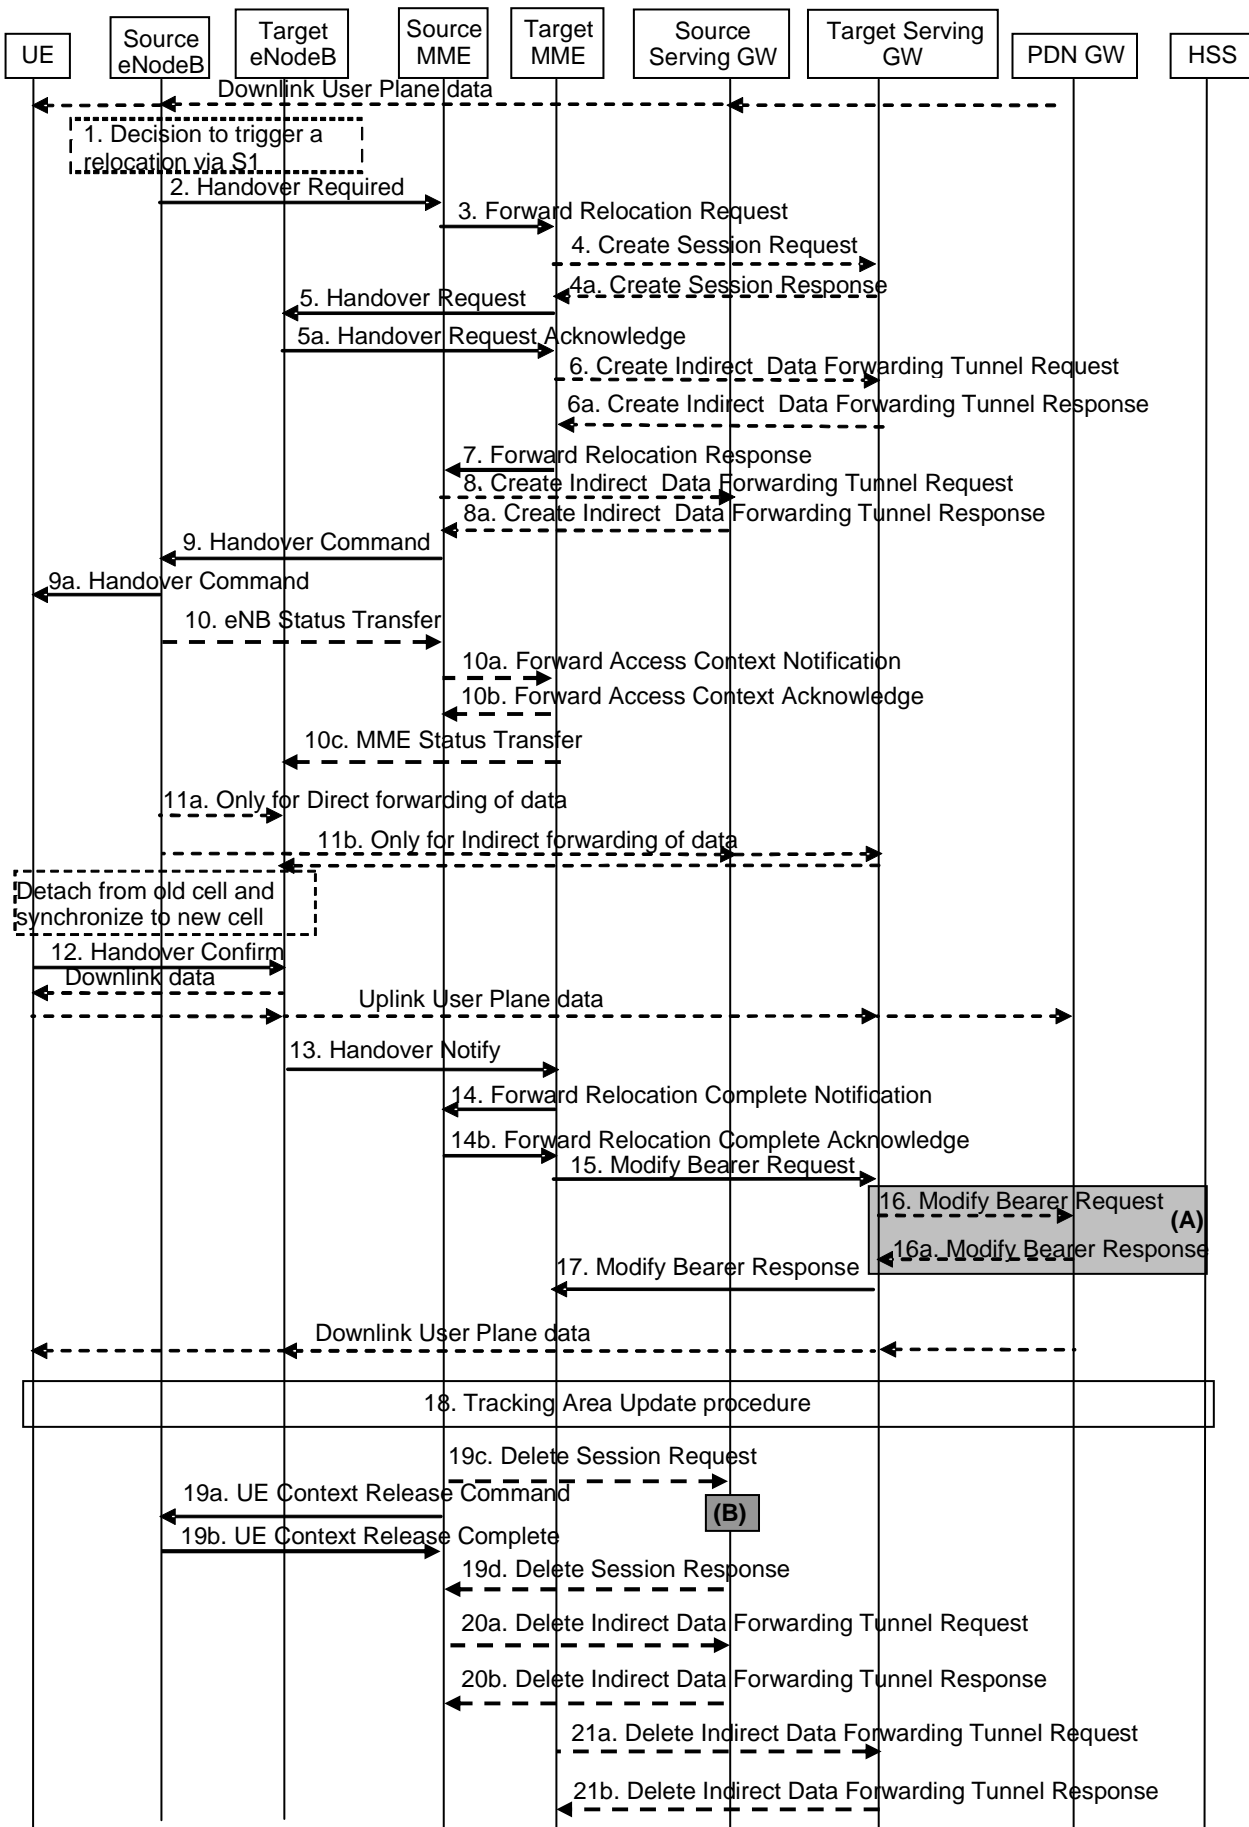 UE
Source
eNodeB
Target
eNodeB
Source
MME
Target
MME
Source
Serving GW
Target Serving
GW
PDN GW
HSS
Downlink User Plane data
1. Decision to trigger a
relocation via S1
2. Handover Required
3. Forward Relocation Request
4. Create Session Request
4a. Create Session Response
5. Handover Request
5a. Handover Request Acknowledge
6. Create Indirect Data Forwarding Tunnel Request
6a. Create Indirect Data Forwarding Tunnel Response
7. Forward Relocation Response
8. Create Indirect Data Forwarding Tunnel Request
8a. Create Indirect Data Forwarding Tunnel Response
9. Handover Command
9a. Handover Command
10. eNB Status Transfer
10a. Forward Access Context Notification
10b. Forward Access Context Acknowledge
10c. MME Status Transfer
11a. Only for Direct forwarding of data
11b. Only for Indirect forwarding of data
Detach from old cell and
synchronize to new cell
12. Handover Confirm
Downlink data
Uplink User Plane data
13. Handover Notify
14. Forward Relocation Complete Notification
14b. Forward Relocation Complete Acknowledge
15. Modify Bearer Request
16. Modify Bearer Request
(A)
16a. Modify Bearer Response
17. Modify Bearer Response
Downlink User Plane data
18. Tracking Area Update procedure
19c. Delete Session Request
19a. UE Context Release Command
(B)
19b. UE Context Release Complete
19d. Delete Session Response
20a. Delete Indirect Data Forwarding Tunnel Request
20b. Delete Indirect Data Forwarding Tunnel Response
21a. Delete Indirect Data Forwarding Tunnel Request
21b. Delete Indirect Data Forwarding Tunnel Response